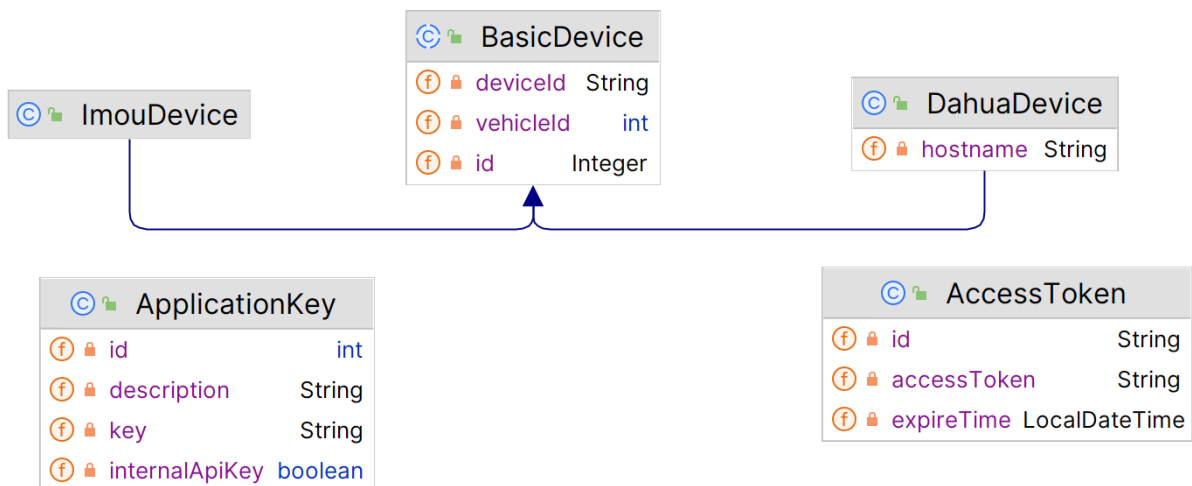 BasicDevice
deviceId String
vehicleId int
id Integer
ImouDevice
DahuaDevice
hostname String
ApplicationKey
id int
description String
key String
internalApiKey boolean
AccessToken
id String
accessToken String
expireTime LocalDateTime